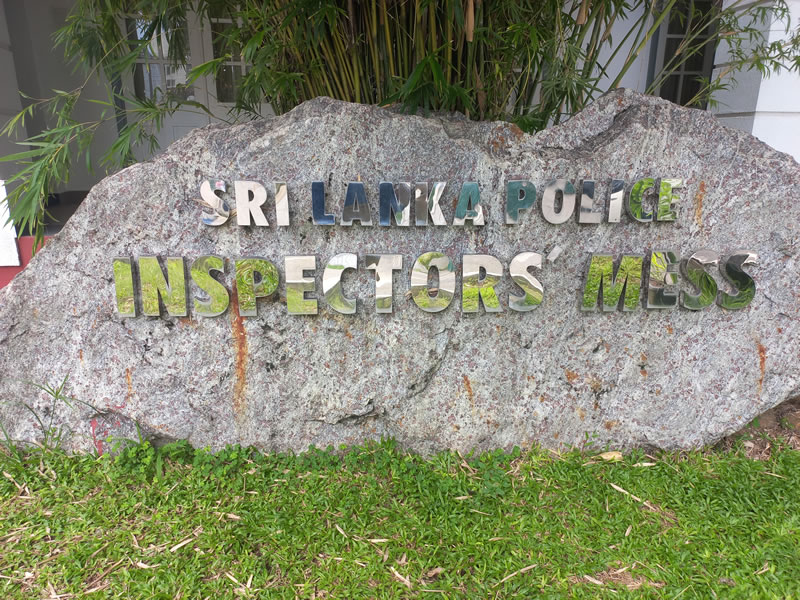 SRI LANKA POLICE
INSPECTORS' MESS